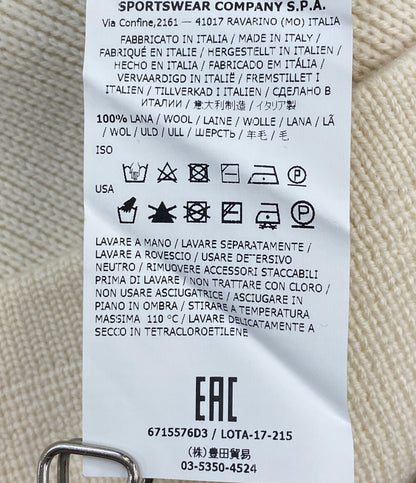 SPORTSWEAR COMPANY S.P.A.
Via Confine,2161 — 41017 RAVARINO (MO) ITALIA
FABBRICATO IN ITALIA / MADE IN ITALY /
FABRIQUÉ EN ITALIE / HERGESTELLT IN ITALIEN /
HECHO EN ITALIA / FABRICADO EM ITÁLIA /
VERVAARDIGD IN ITALIË / FREMSTILLET I
ITALIEN / TILLVERKAD I ITALIEN / СДЕЛАНО В
ИТАЛИИ / 意大利制造 / イタリア製
100% LANA / WOOL / LAINE / WOLLE / LANA / LÃ
/ WOL / ULD / ULL / ШЕРСТЬ / 羊毛 / 毛
ISO
USA
LAVARE A MANO / LAVARE SEPARATAMENTE /
LAVARE A ROVESCIO / USARE DETERSIVO
NEUTRO / RIMUOVERE ACCESSORI STACCABILI
PRIMA DI LAVARE / NON TRATTARE CON CLORO /
NON USARE ASCIUGATRICE / ASCIUGARE IN
PIANO IN OMBRA / STIRARE A TEMPERATURA
MASSIMA 110 °C / LAVARE DELICATAMENTE A
SECCO IN TETRACLOROETILENE
EAC
6715576D3 / LOTA-17-215
(株)豊田貿易
03-5350-4524